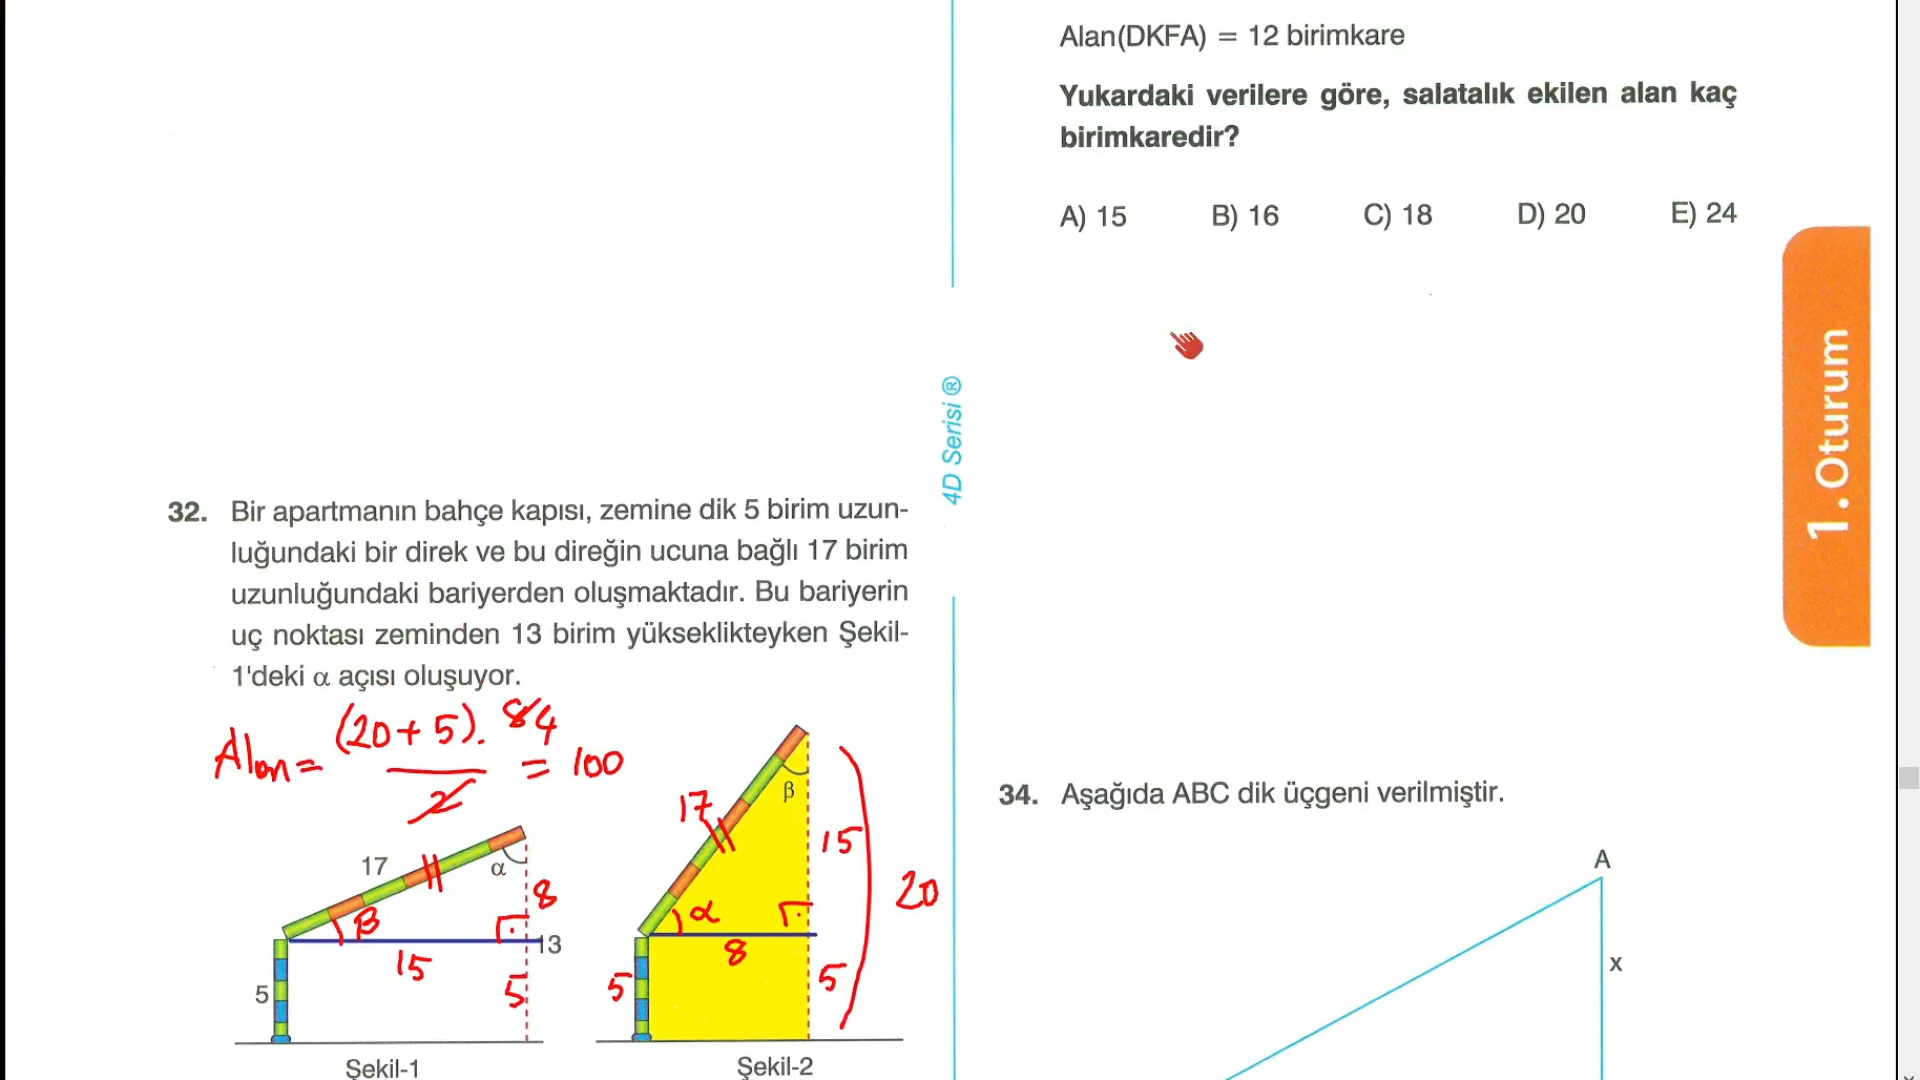 32. Bir apartmanın bahçe kapısı, zemine dik 5 birim uzun-
luğundaki bir direk ve bu direğin ucuna bağlı 17 birim
uzunluğundaki bariyerden oluşmaktadır. Bu bariyerin
uç noktası zeminden 13 birim yükseklikteyken Şekil-
1'deki α açısı oluşuyor.
Alan = (20+5). 8 4 / 2 = 100
17
α
8
β
15
13
5
5
Şekil-1
17
β
15
20
α
8
5
5
Şekil-2
4D Serisi ®
Alan(DKFA) = 12 birimkare
Yukardaki verilere göre, salatalık ekilen alan kaç
birimkaredir?
A) 15 B) 16 C) 18 D) 20 E) 24
34. Aşağıda ABC dik üçgeni verilmiştir.
A
x
1. Oturum